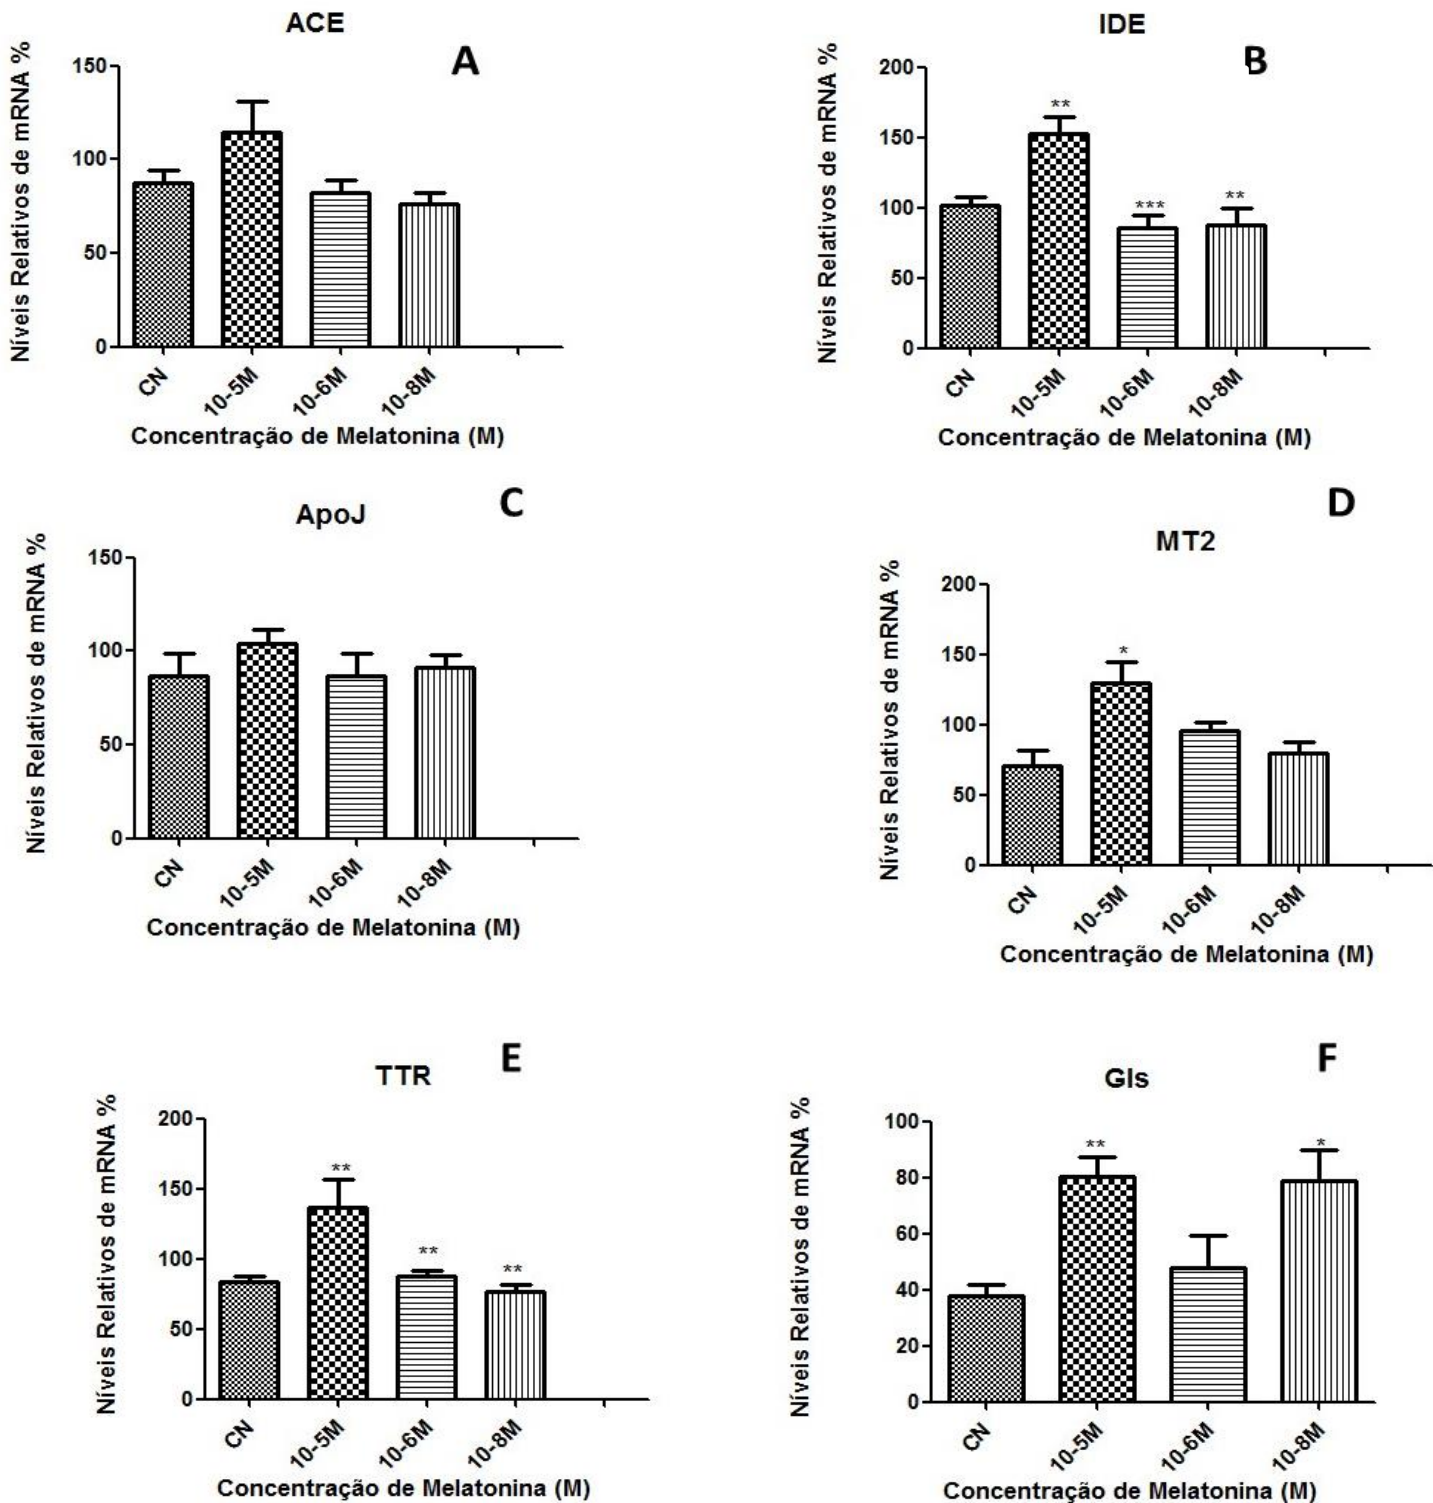 ACE
A
Níveis Relativos de mRNA %
150
100
50
0
CN
10-5M
10-6M
10-8M
Concentração de Melatonina (M)
IDE
B
Níveis Relativos de mRNA %
200
150
100
50
0
**
***
**
CN
10-5M
10-6M
10-8M
Concentração de Melatonina (M)
ApoJ
C
Níveis Relativos de mRNA %
150
100
50
0
CN
10-5M
10-6M
10-8M
Concentração de Melatonina (M)
MT2
D
Níveis Relativos de mRNA %
200
150
100
50
0
*
CN
10-5M
10-6M
10-8M
Concentração de Melatonina (M)
TTR
E
Níveis Relativos de mRNA %
200
150
100
50
0
**
**
**
CN
10-5M
10-6M
10-8M
Concentração de Melatonina (M)
Gls
F
Níveis Relativos de mRNA %
100
80
60
40
20
0
**
*
CN
10-5M
10-6M
10-8M
Concentração de Melatonina (M)